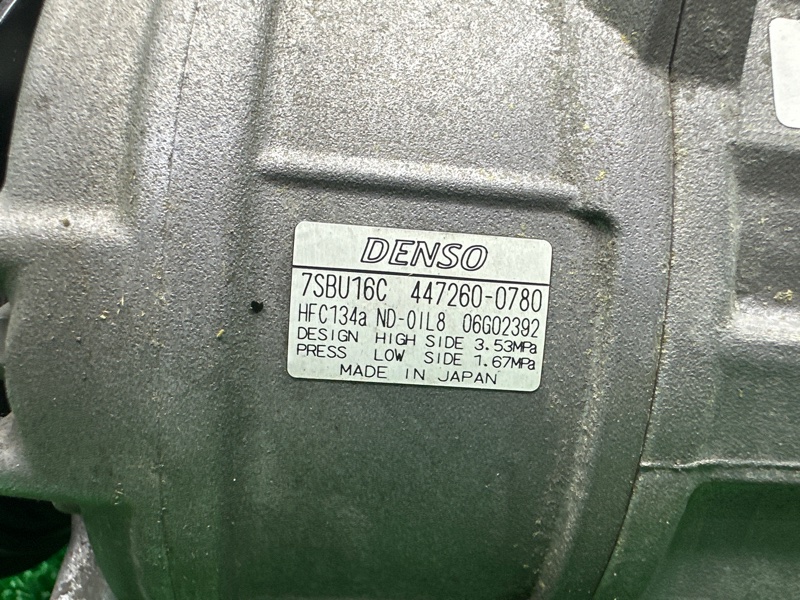 DENSO
7SBU16C 447260-0780
HFC134a ND-OIL8 06G02392
DESIGN HIGH SIDE 3.53MPa
PRESS LOW SIDE 1.67MPa
MADE IN JAPAN